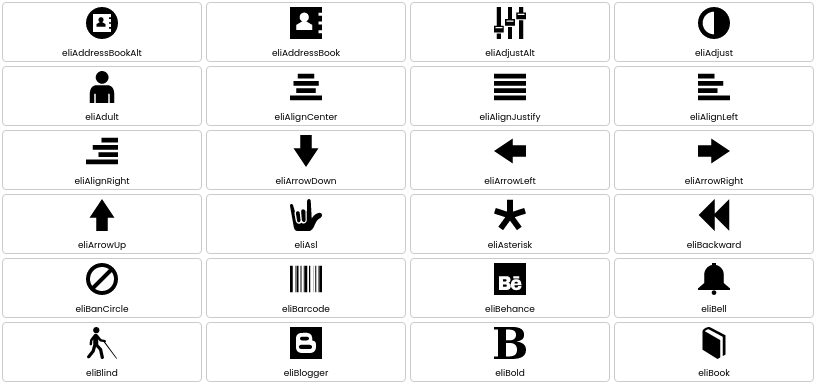 eliAddressBookAlt
eliAddressBook
eliAdjustAlt
eliAdjust
eliAdult
eliAlignCenter
eliAlignJustify
eliAlignLeft
eliAlignRight
eliArrowDown
eliArrowLeft
eliArrowRight
eliArrowUp
eliAsl
eliAsterisk
eliBackward
eliBanCircle
eliBarcode
Bē
eliBehance
eliBell
eliBlind
B
eliBlogger
B
eliBold
eliBook